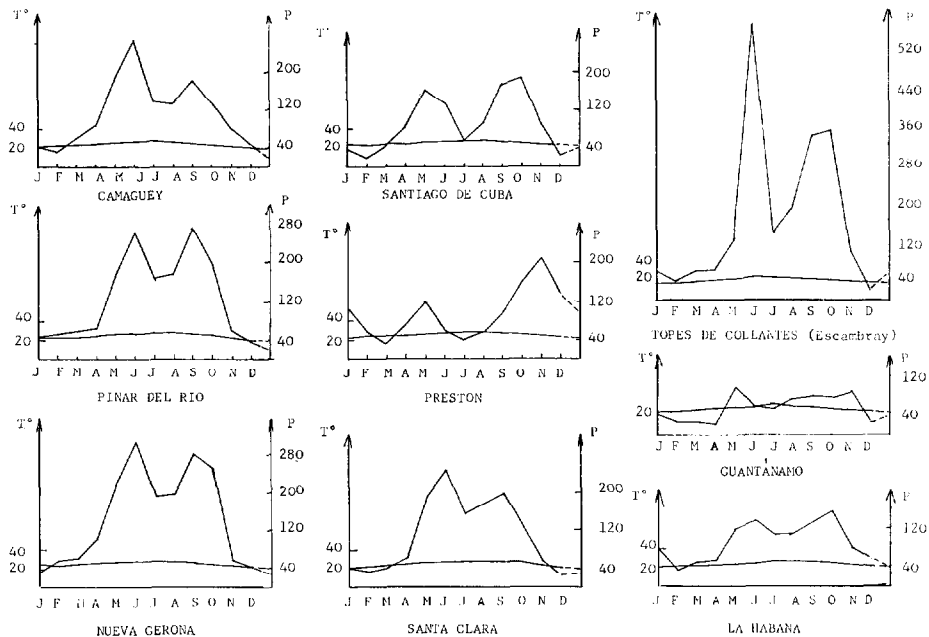 T° P
200
120
40 40
20
J F M A M J J A S O N D
CAMAGUEY
T° P
200
120
40 40
20
J F M A M J J A S O N D
SANTIAGO DE CUBA
T° P
520
360
200
120
40 40
20
J F M A M J J A S O N D
TOPES DE COLLANTES (Escambray)
T° P
280
200
120
40
20 40
J F M A M J J A S O N D
PINAR DEL RIO
T° P
200
120
40
20 40
J F M A M J J A S O N D
PRESTON
T° P
120
20 40
J F M A M J J A S O N D
GUANTÁNAMO
T° P
280
200
120
40
20 40
J F M A M J J A S O N D
NUEVA GERONA
T° P
200
120
40
20 40
J F M A M J J A S O N D
SANTA CLARA
T° P
120
40
20 40
J F M A M J J A S O N D
LA HABANA